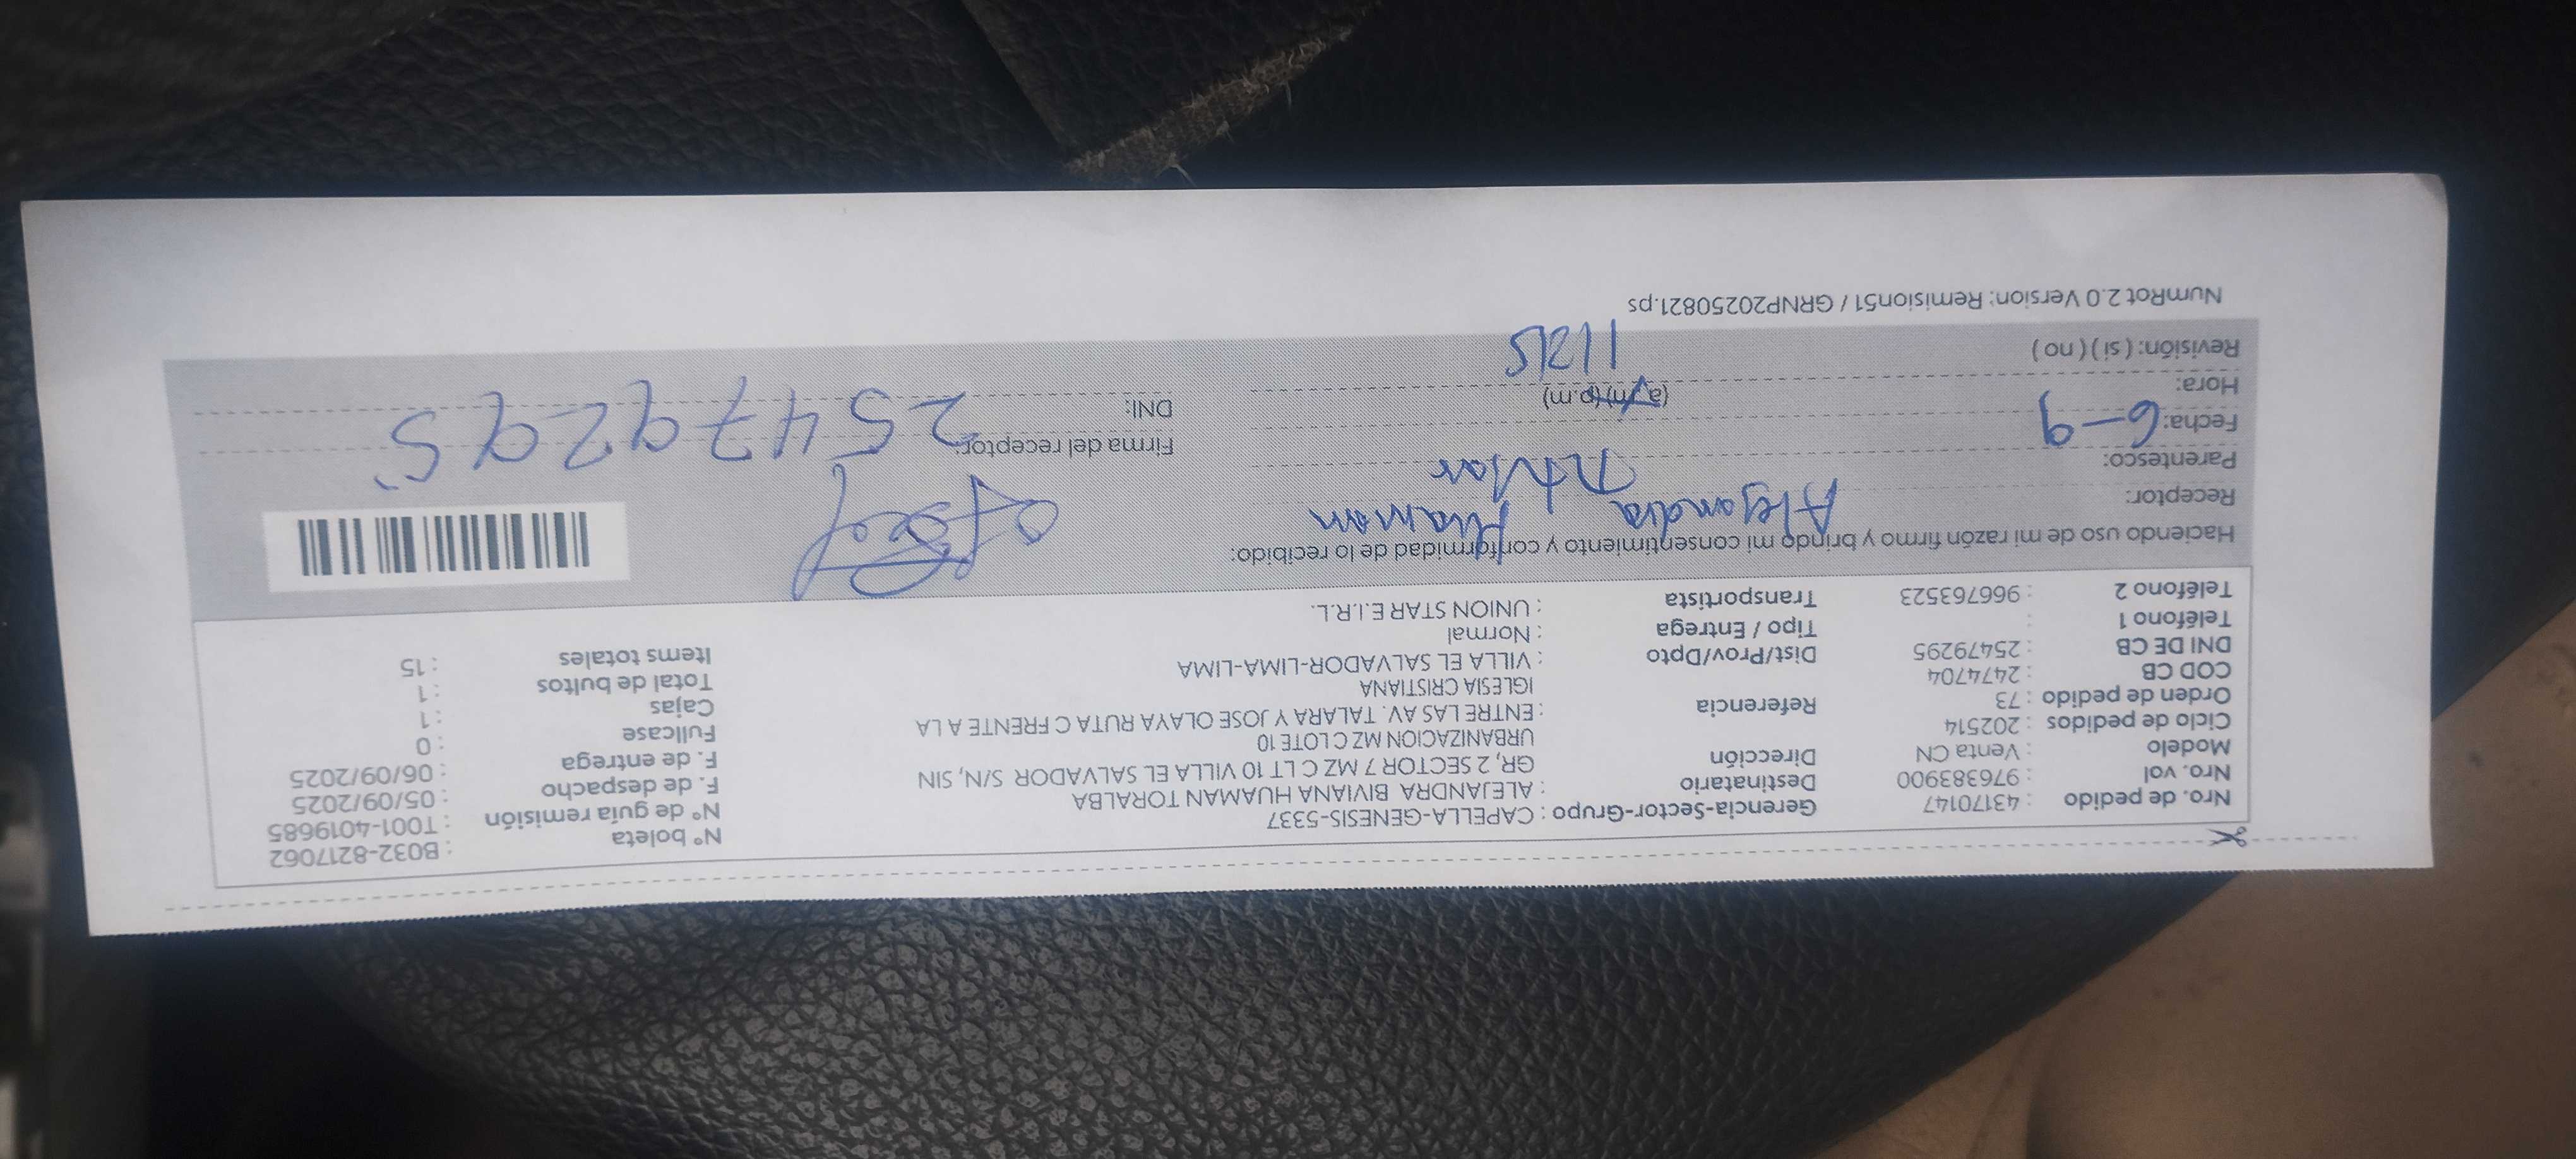 Nro. de pedido : 43170147 Gerencia-Sector-Grupo : CAPELLA-GENESIS-5337 N° boleta : B032-8217062
Nro. val : 976383900 Destinatario : ALEJANDRA BIVIANA HUAMAN TORALBA N° de guía remisión : T001-4019685
Modelo : Venta CN Dirección GR, 2 SECTOR 7 MZ C LT 10 VILLA EL SALVADOR S/N, SIN F. de despacho : 05/09/2025
Ciclo de pedidos : 202514 URBANIZACION MZ C LOTE 10 F. de entrega : 06/09/2025
Orden de pedido : 73 Referencia : ENTRE LAS AV. TALARA Y JOSE OLAYA RUTA C FRENTE A LA Fullcase : 0
COD CB : 2474704 IGLESIA CRISTIANA Cajas : 1
DNI DE CB : 25479295 Dist/Prov/Dpto : VILLA EL SALVADOR-LIMA-LIMA Total de bultos : 1
Teléfono 1 : Tipo / Entrega : Normal Items totales : 15
Teléfono 2 : 966763523 Transportista : UNION STAR E.I.R.L.
Haciendo uso de mi razón firmo y brindo mi consentimiento y conformidad de lo recibido:
Receptor: Alejandra Huaman
Parentesco: titular
Fecha: 6-9 Firma del receptor:
Hora: (a.m) (p.m) 1125 DNI: 25479295
Revisión: ( si ) ( no )
NumRot 2.0 Version: Remision51 / GRNP20250821.ps